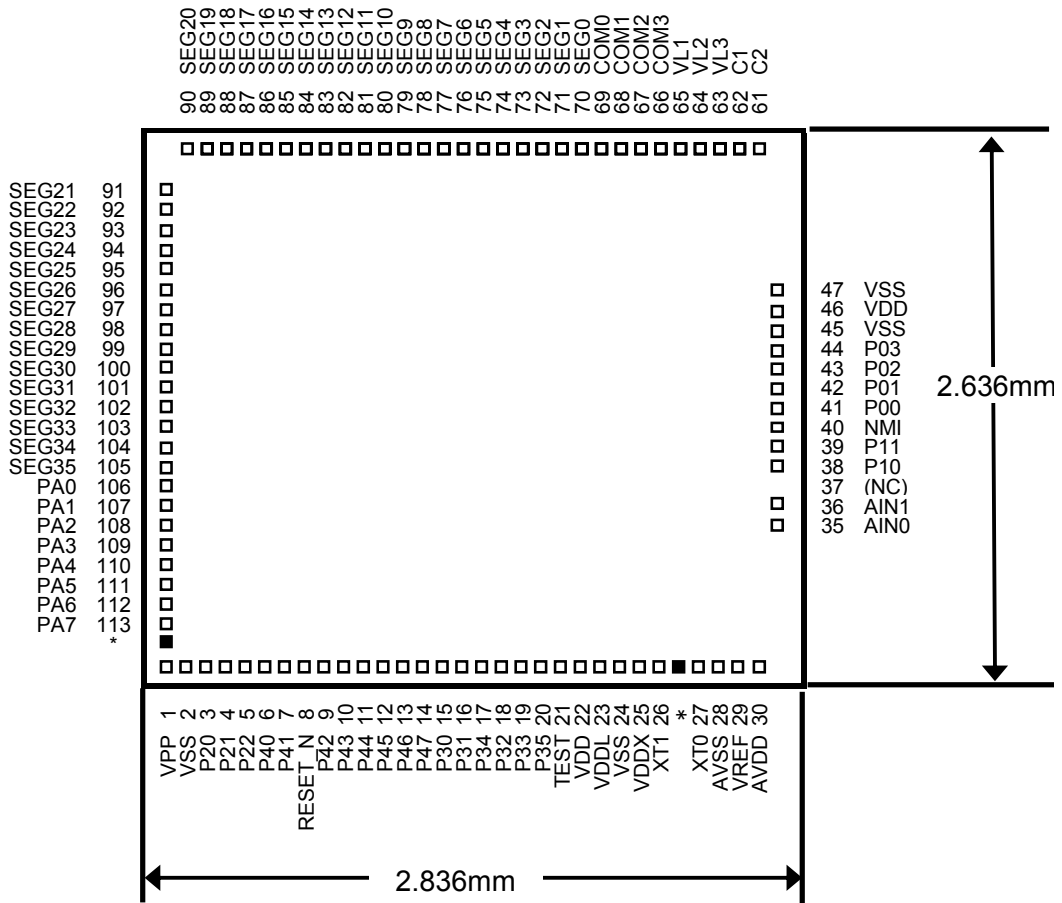 90 SEG20
89 SEG19
88 SEG18
87 SEG17
86 SEG16
85 SEG15
84 SEG14
83 SEG13
82 SEG12
81 SEG11
80 SEG10
79 SEG9
78 SEG8
77 SEG7
76 SEG6
75 SEG5
74 SEG4
73 SEG3
72 SEG2
71 SEG1
70 SEG0
69 COM0
68 COM1
67 COM2
66 COM3
65 VL1
64 VL2
63 VL3
62 C1
61 C2
SEG21 91
SEG22 92
SEG23 93
SEG24 94
SEG25 95
SEG26 96
SEG27 97
SEG28 98
SEG29 99
SEG30 100
SEG31 101
SEG32 102
SEG33 103
SEG34 104
SEG35 105
PA0 106
PA1 107
PA2 108
PA3 109
PA4 110
PA5 111
PA6 112
PA7 113
*
47 VSS
46 VDD
45 VSS
44 P03
43 P02
42 P01
41 P00
40 NMI
39 P11
38 P10
37 (NC)
36 AIN1
35 AIN0
2.636mm
VPP 1
VSS 2
P20 3
P21 4
P22 5
P40 6
P41 7
RESET_N 8
P42 9
P43 10
P44 11
P45 12
P46 13
P47 14
P30 15
P31 16
P34 17
P32 18
P33 19
P35 20
TEST 21
VDD 22
VDDL 23
VSS 24
VDDX 25
XT1 26
*
XT0 27
AVSS 28
VREF 29
AVDD 30
2.836mm